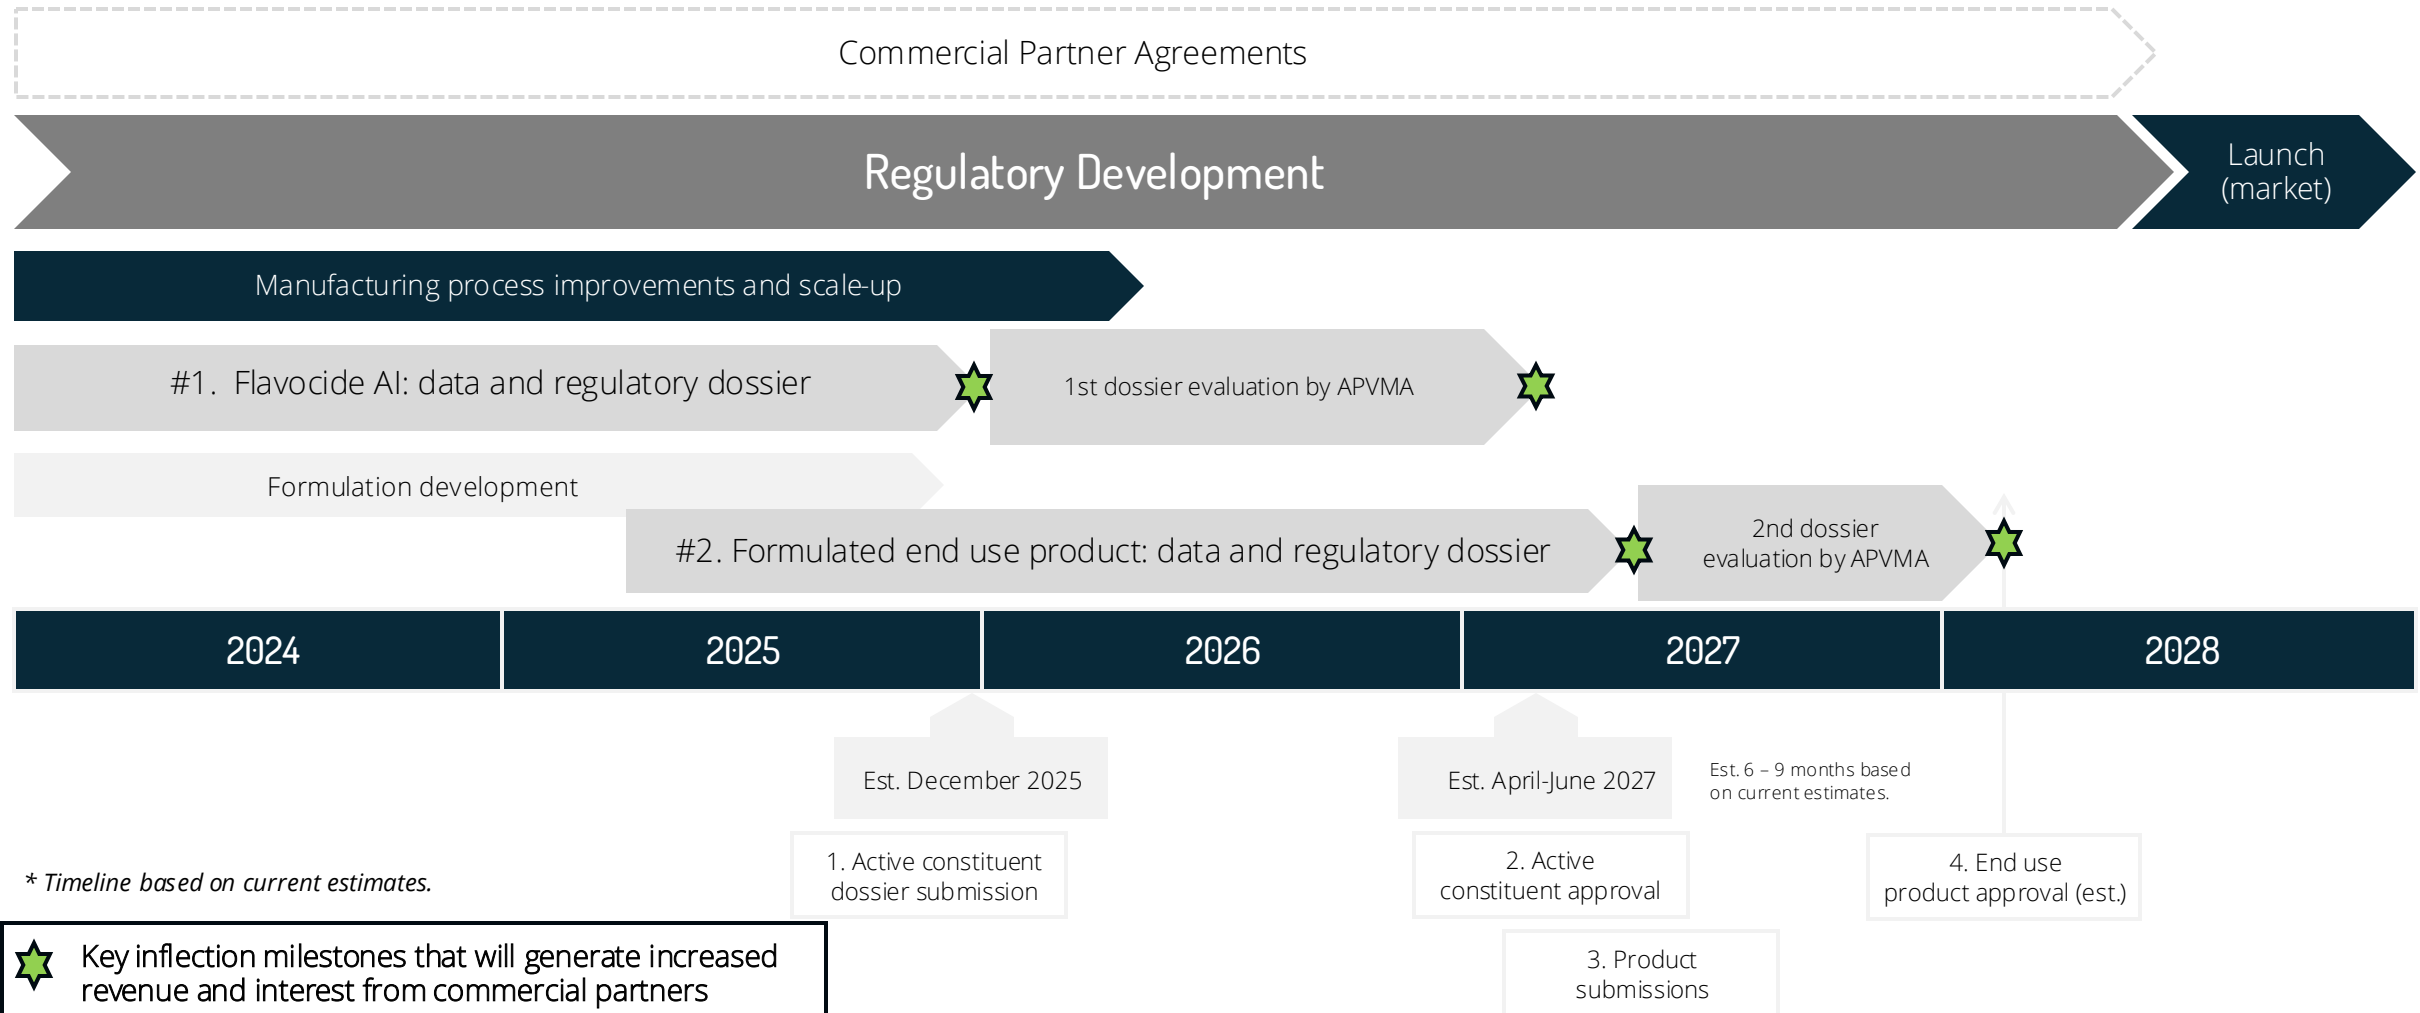 Commercial Partner Agreements
Regulatory Development
Launch
(market)
Manufacturing process improvements and scale-up
#1. Flavocide AI: data and regulatory dossier
1st dossier evaluation by APVMA
Formulation development
#2. Formulated end use product: data and regulatory dossier
2nd dossier
evaluation by APVMA
2024
2025
2026
2027
2028
Est. December 2025
Est. April-June 2027
Est. 6 – 9 months based
on current estimates.
1. Active constituent
dossier submission
2. Active
constituent approval
3. Product
submissions
4. End use
product approval (est.)
* Timeline based on current estimates.
Key inflection milestones that will generate increased
revenue and interest from commercial partners